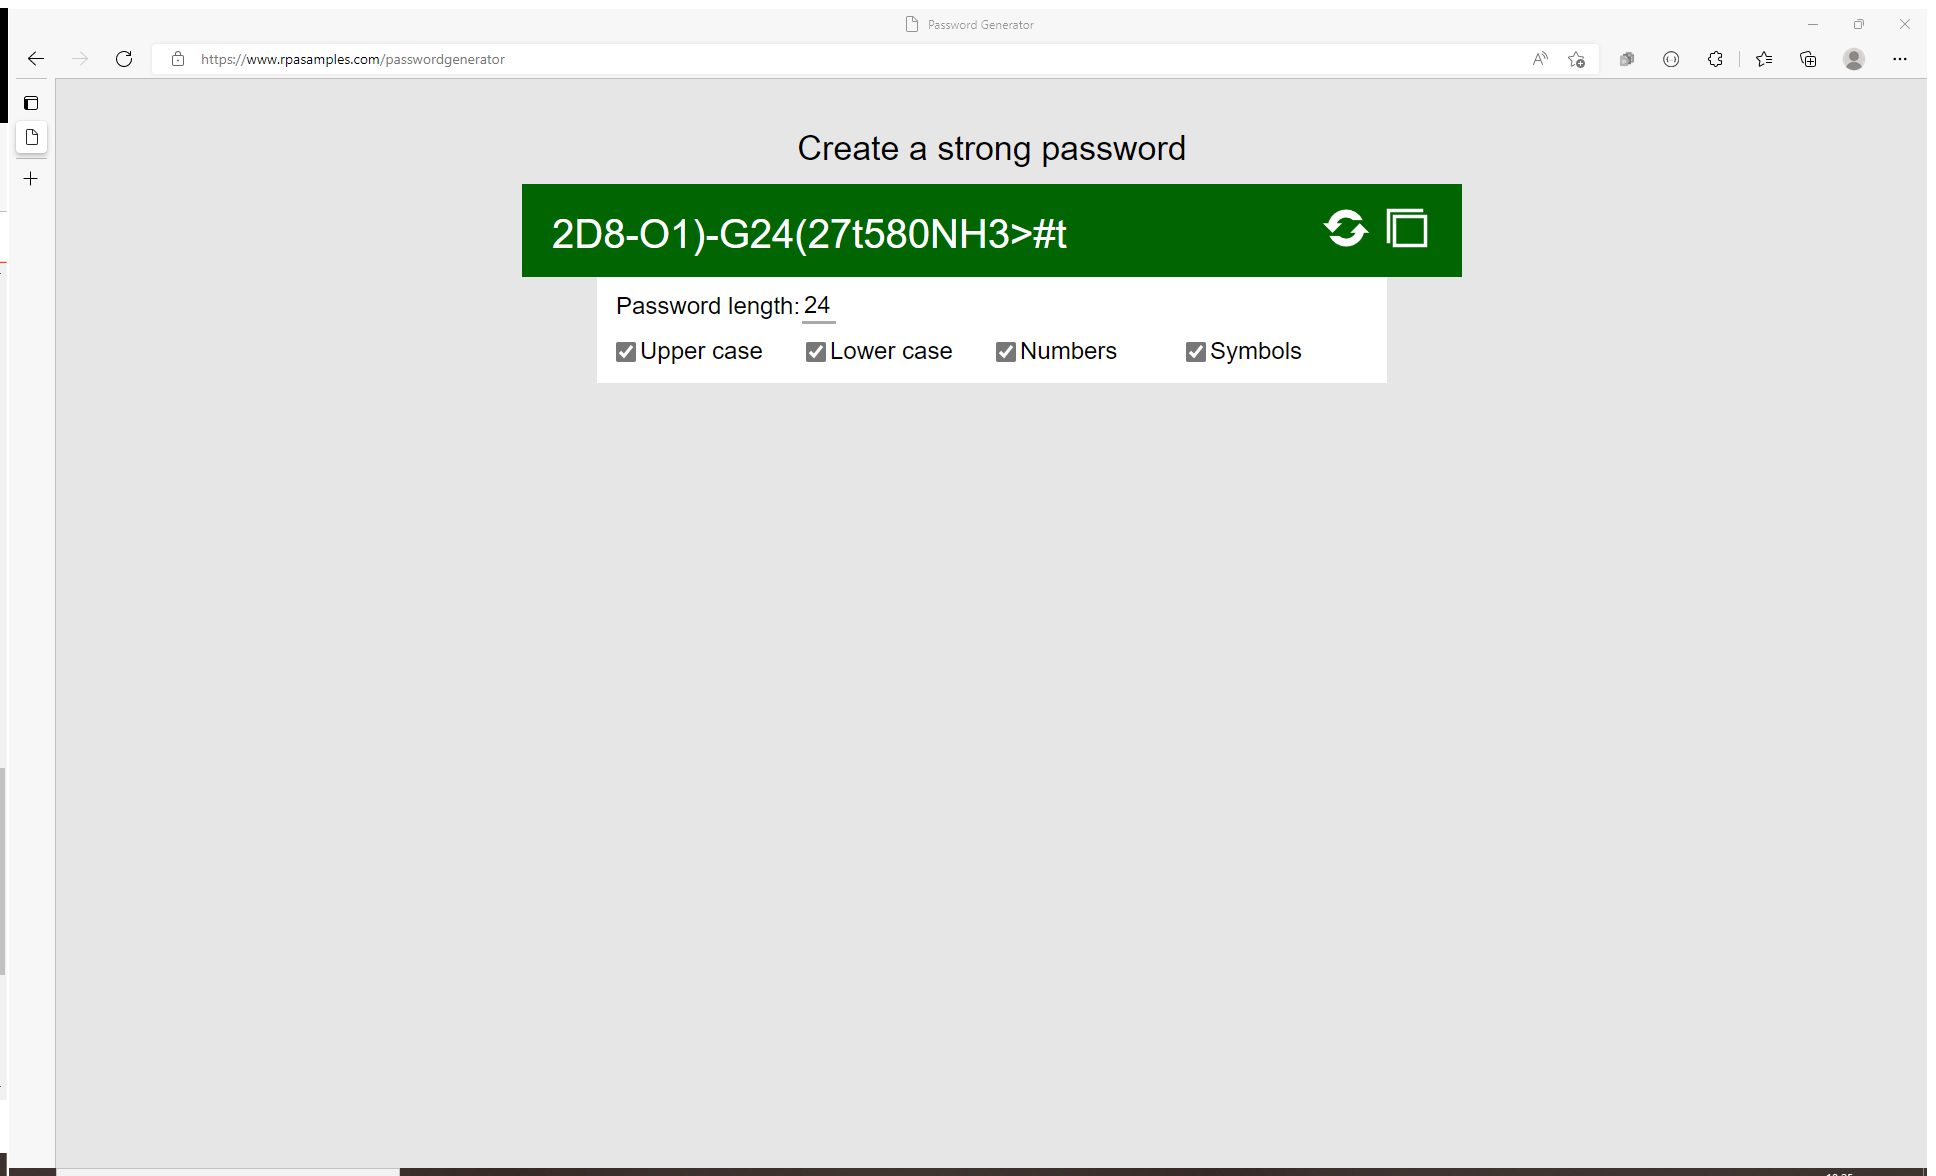 Password Generator
https://www.rpasamples.com/passwordgenerator
Create a strong password
2D8-O1)-G24(27t580NH3>#t
Password length: 24
Upper case Lower case Numbers Symbols